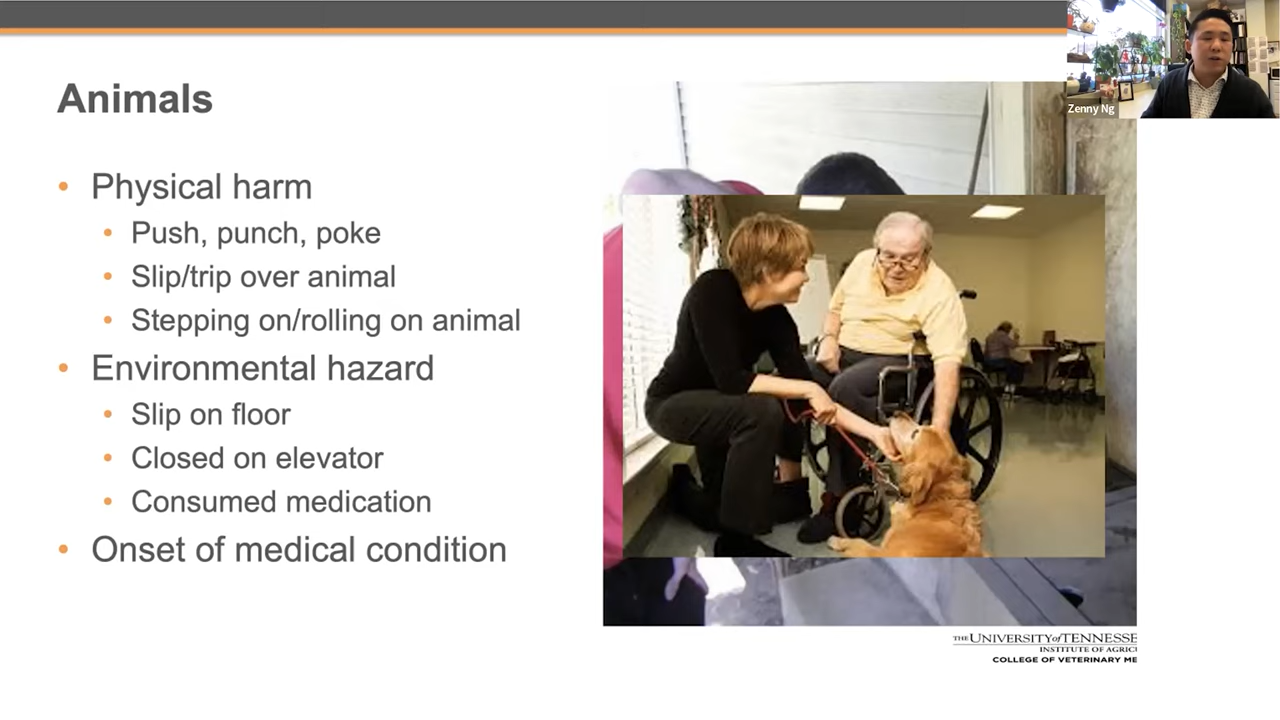 Zenny Ng
Animals
• Physical harm
• Push, punch, poke
• Slip/trip over animal
• Stepping on/rolling on animal
• Environmental hazard
• Slip on floor
• Closed on elevator
• Consumed medication
• Onset of medical condition
THE UNIVERSITY of TENNESSE
INSTITUTE OF AGRIC
COLLEGE OF VETERINARY ME